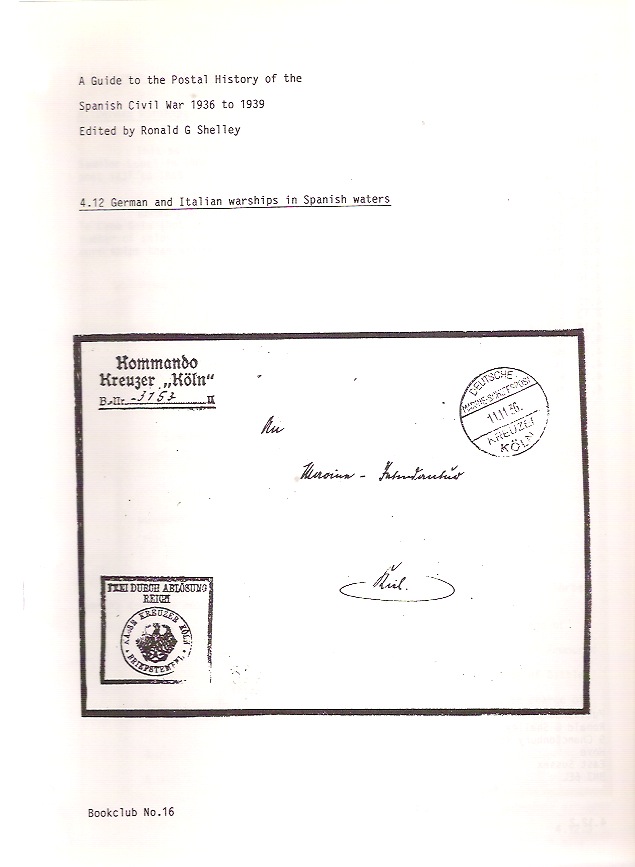 A Guide to the Postal History of the
Spanish Civil War 1936 to 1939
Edited by Ronald G Shelley
4.12 German and Italian warships in Spanish waters
Kommando
Kreuzer „Köln“
B.-Nr. -3153 II
DEUTSCHE
MARINE-SCHIFFSPOST
11.11.36.
KREUZER
KÖLN
An
Marine - Intendantur
Kiel.
FREI DURCH ABLÖSUNG
REICH
KREUZER KÖLN
BRIEFSTEMPEL
Bookclub No.16